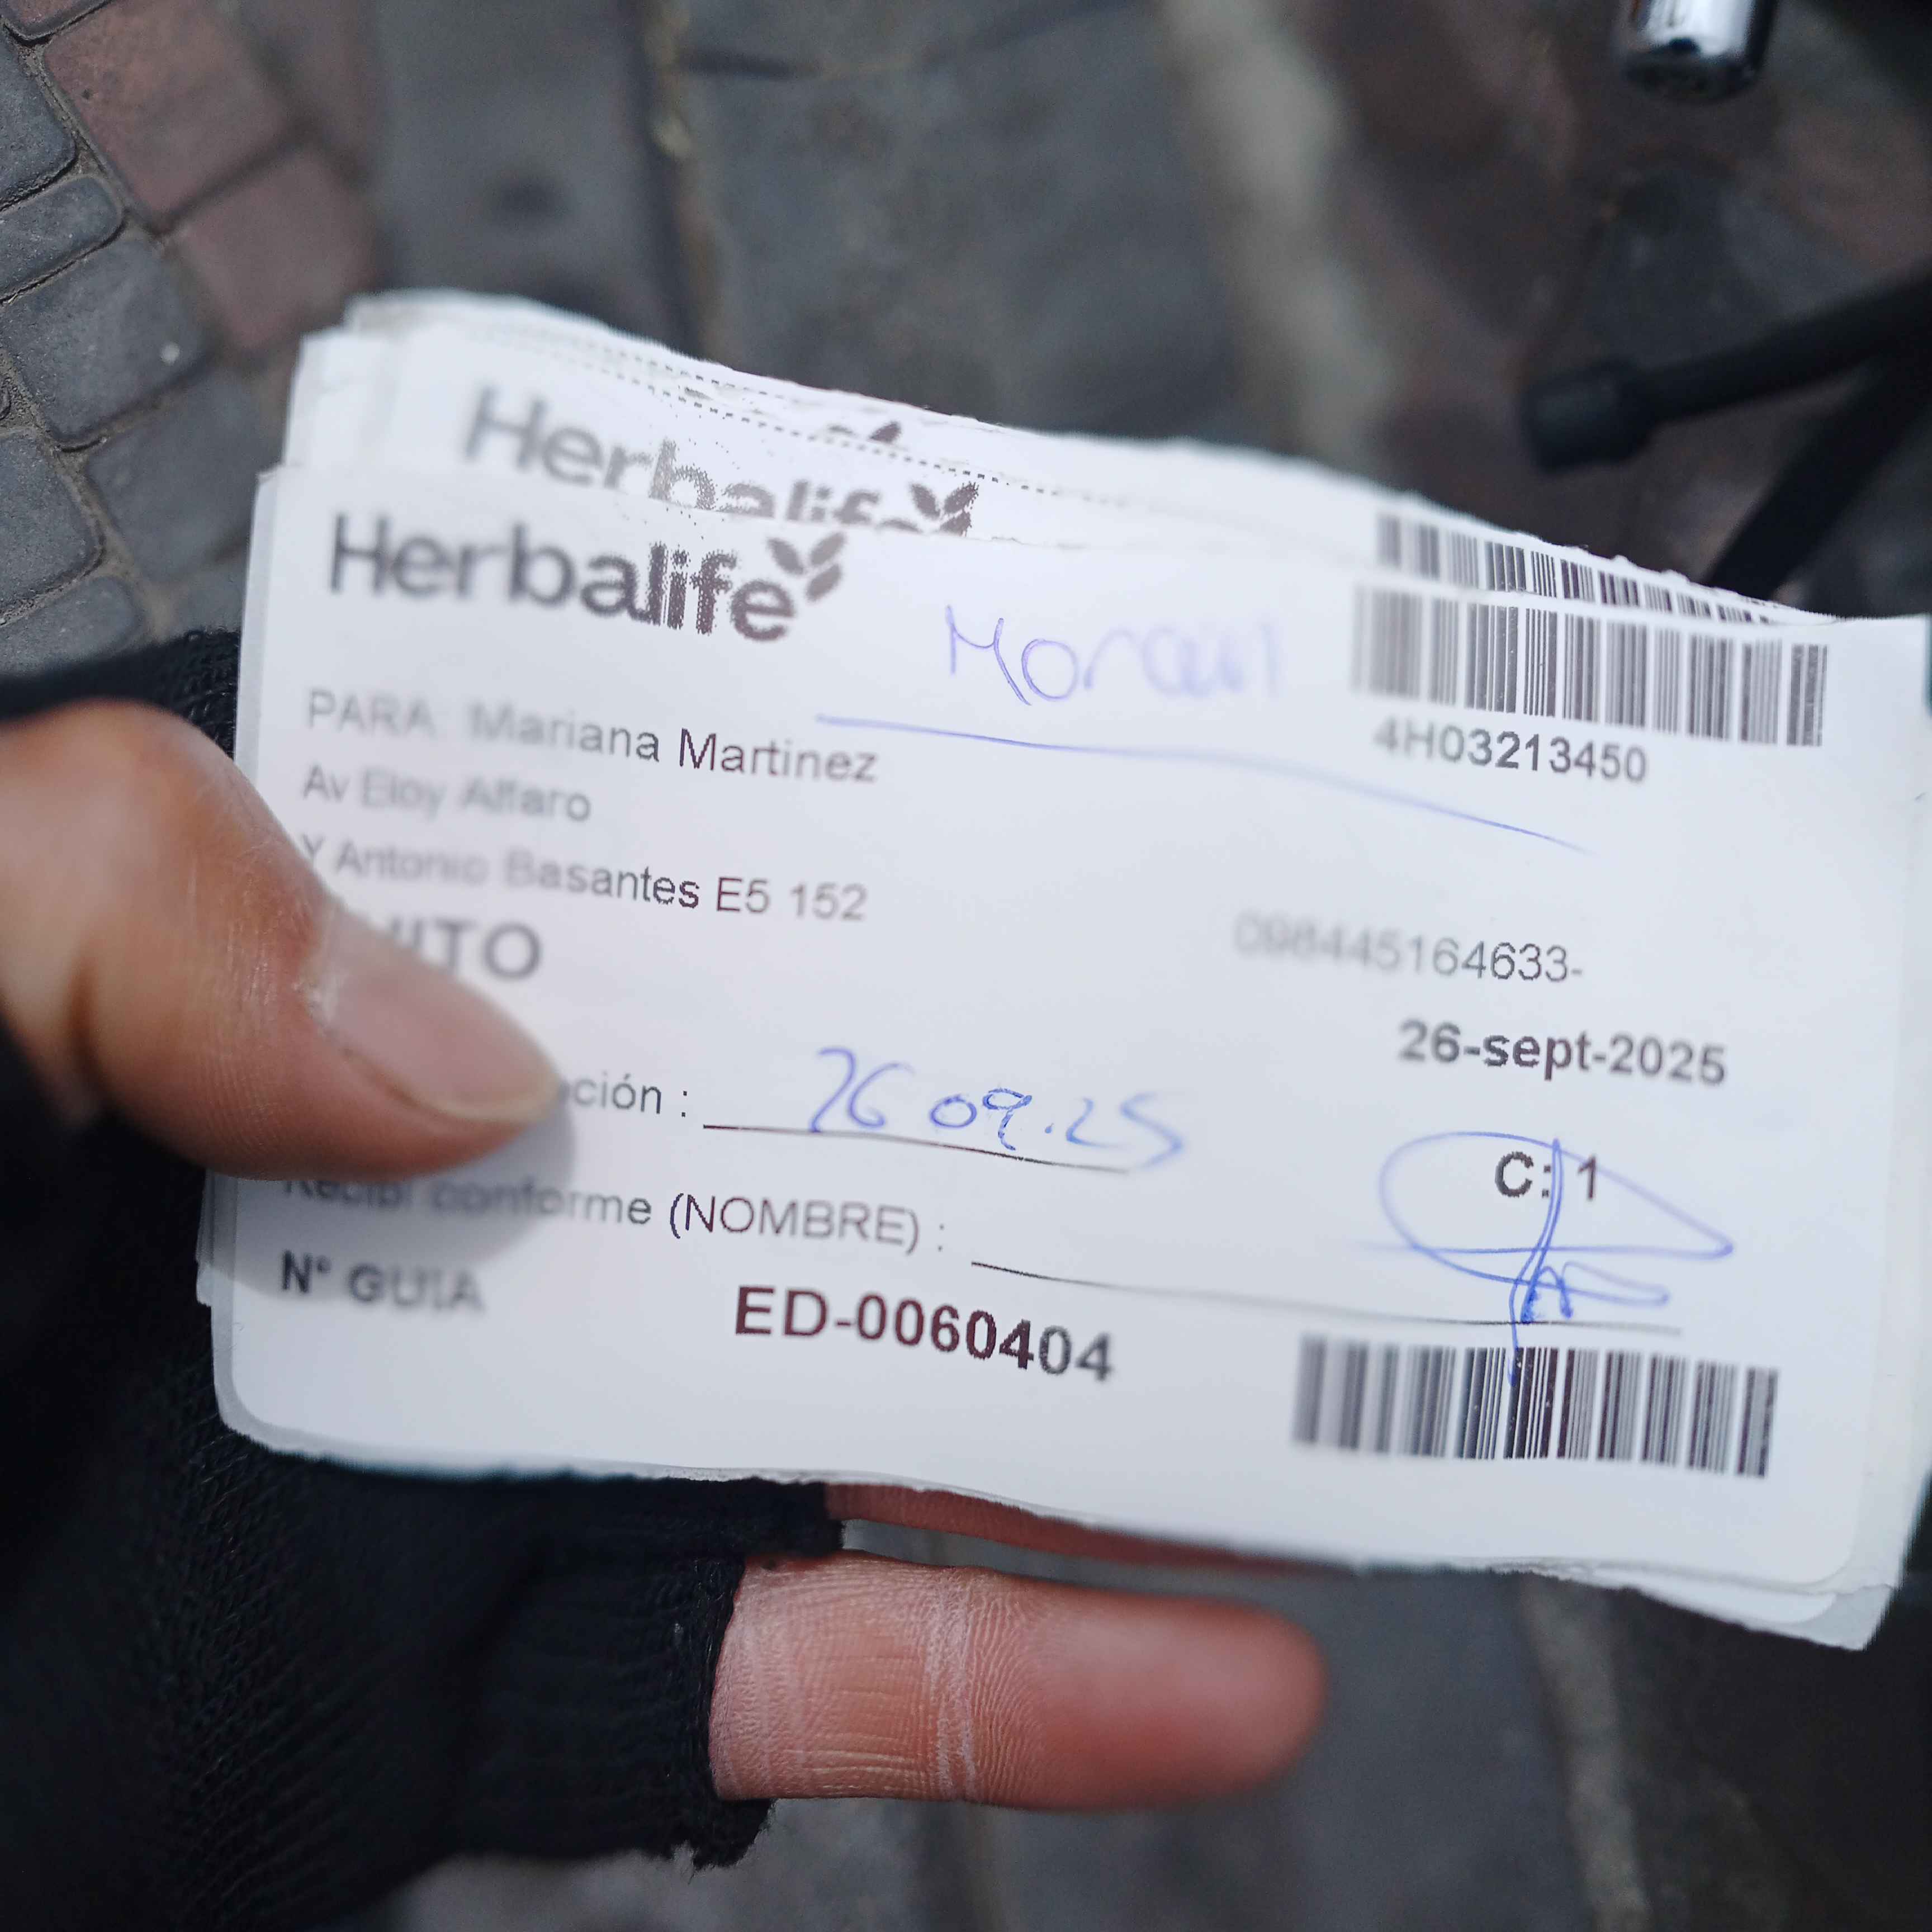 Herbalife
Herbalife
4H03213450
PARA: Mariana Martinez
Av Eloy Alfaro
Y Antonio Basantes E5 152
098445164633-
26-sept-2025
ción : 26 09.25
C: 1
Recibí conforme (NOMBRE) :
N° GUIA ED-0060404